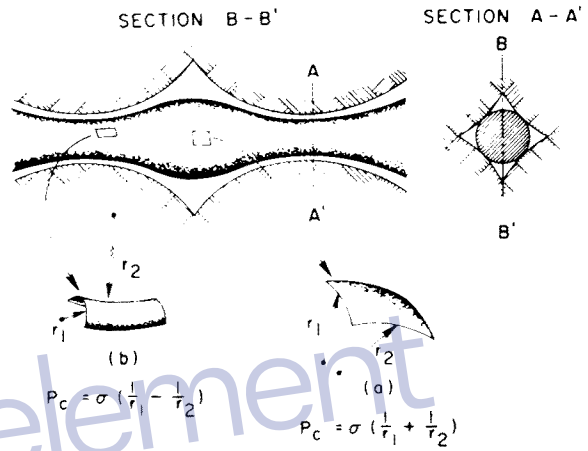 SECTION B-B'
SECTION A-A'
A
B
A'
B'
r2
r1
(b)
Pc = σ (1/r1 - 1/r2)
r1
r2
(a)
Pc = σ (1/r1 + 1/r2)
element